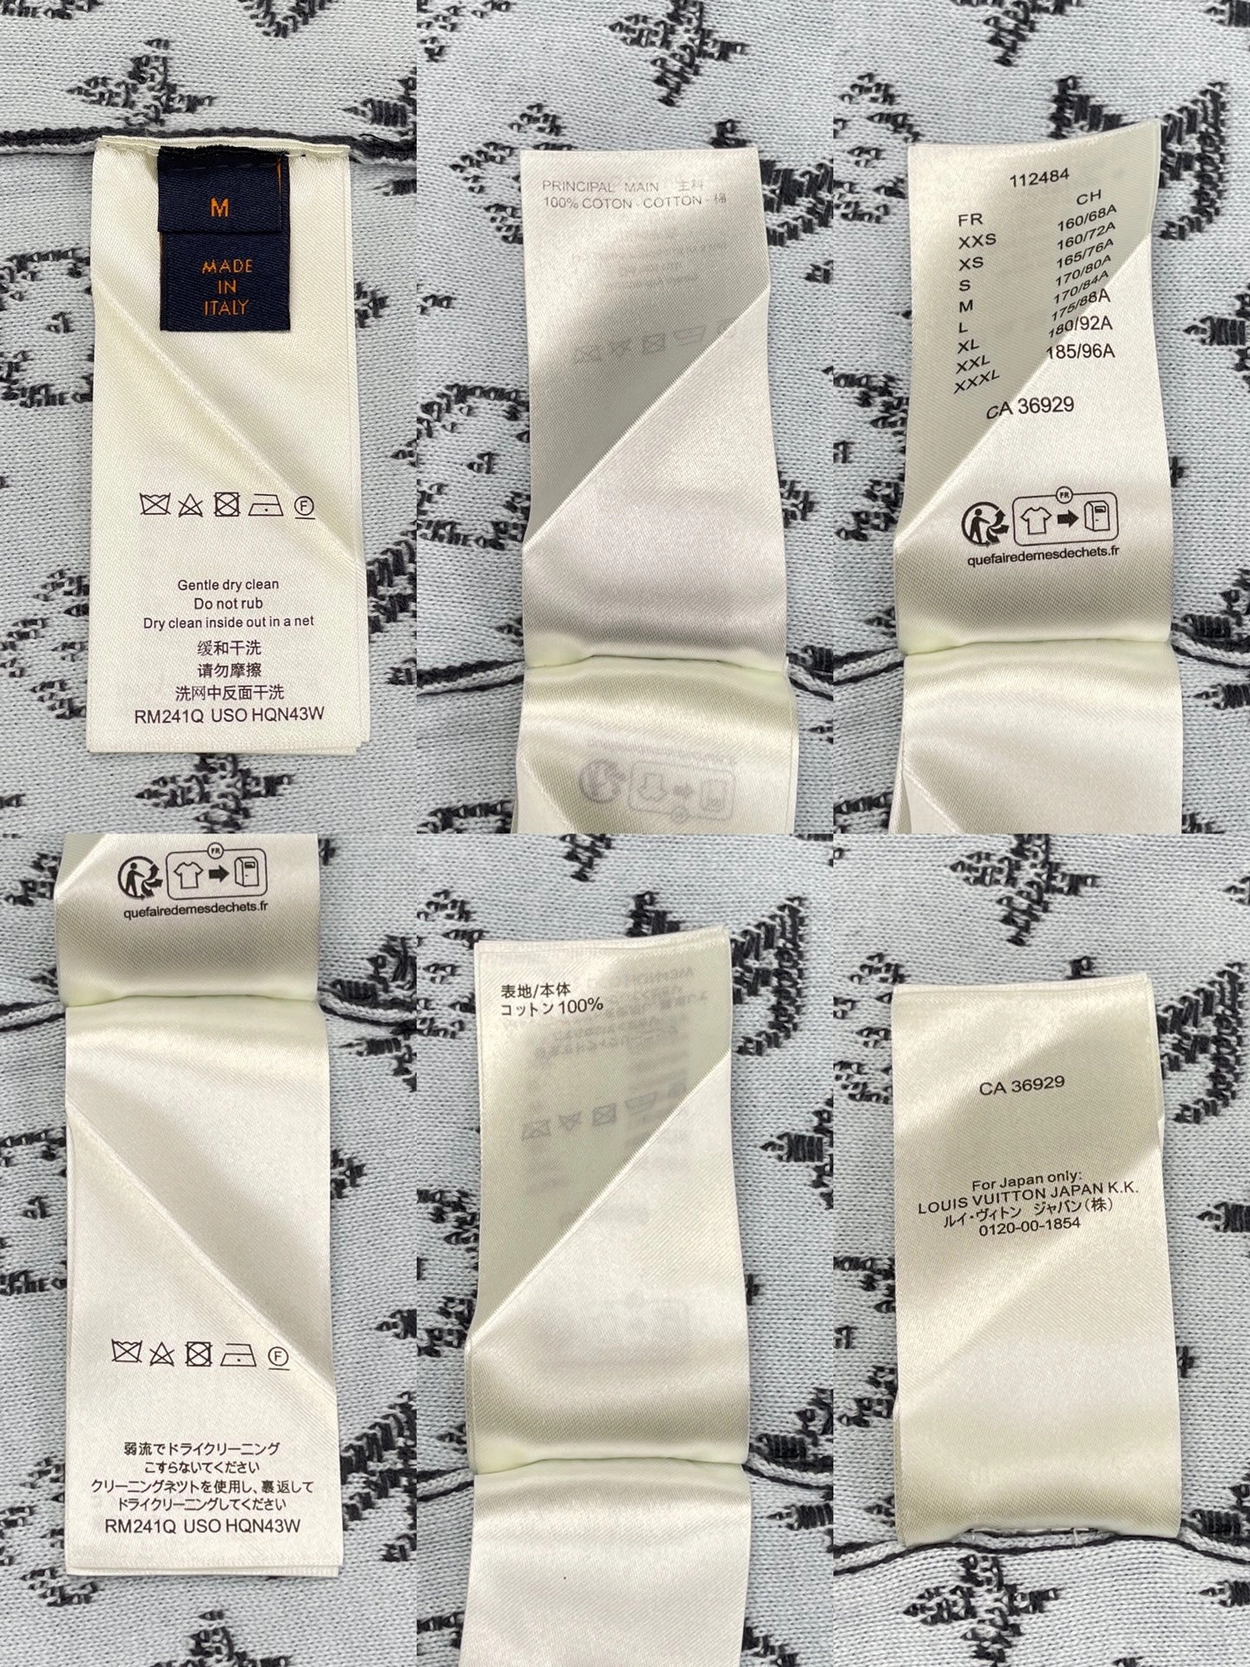 M
MADE
IN
ITALY
F
Gentle dry clean
Do not rub
Dry clean inside out in a net
缓和干洗
请勿摩擦
洗网中反面干洗
RM241Q USO HQN43W
PRINCIPAL - MAIN - 主料
100% COTON - COTTON - 棉
112484
FR CH
XXS 160/68A
XS 160/72A
S 165/76A
M 170/80A
L 170/84A
XL 175/88A
XXL 180/92A
XXXL 185/96A
CA 36929
FR
quefairedemesdechets.fr
FR
quefairedemesdechets.fr
F
弱流でドライクリーニング
こすらないてください
クリーニングネツトを使用し、裏返して
ドライクリーニングしてください
RM241Q USO HQN43W
表地/本体
コットン100%
CA 36929
For Japan only:
LOUIS VUITTON JAPAN K.K.
ルイ・ヴィトン ジャパン(株)
0120-00-1854